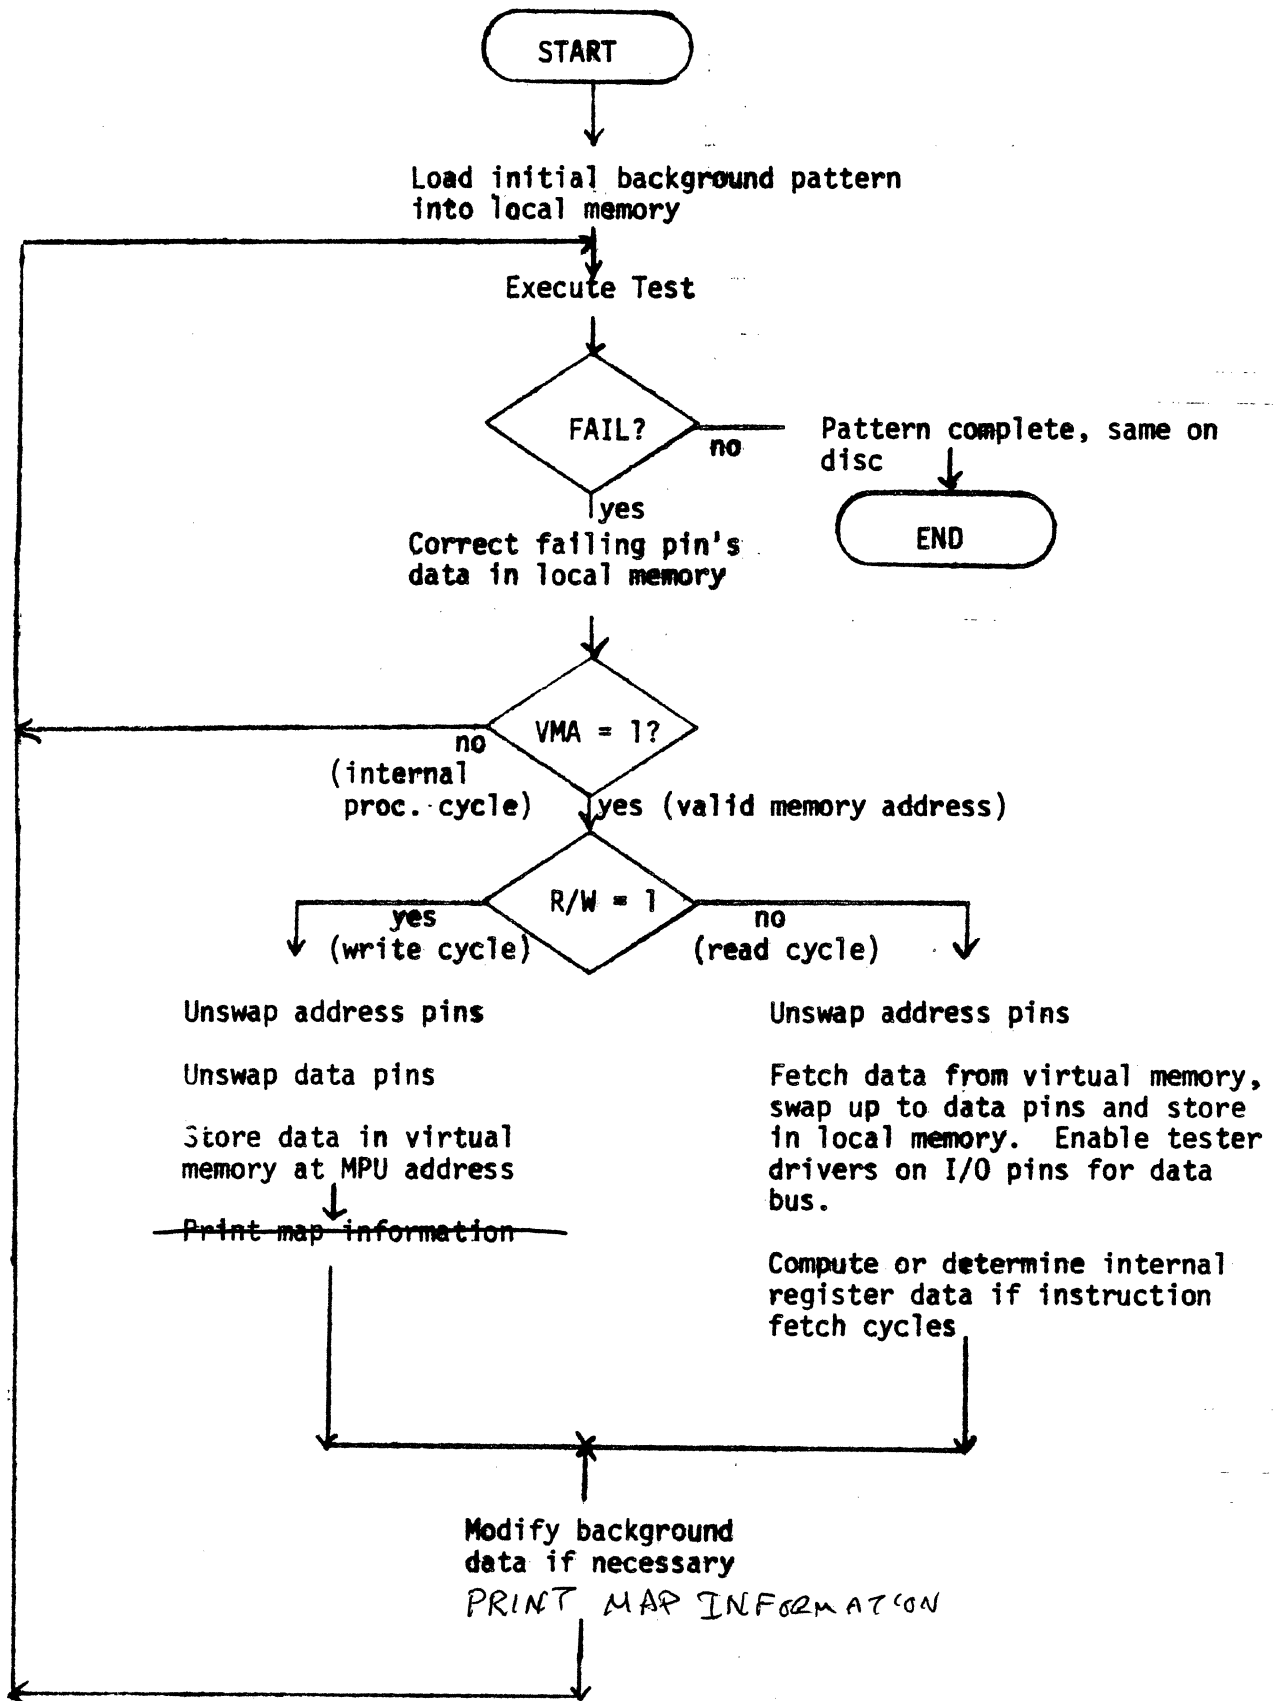 START
Load initial background pattern
into local memory
Execute Test
FAIL?
no
Pattern complete, same on
disc
END
yes
Correct failing pin's
data in local memory
VMA = 1?
no
(internal
proc. cycle)
yes (valid memory address)
R/W = 1
yes
(write cycle)
no
(read cycle)
Unswap address pins
Unswap data pins
Store data in virtual
memory at MPU address
Print map information
Unswap address pins
Fetch data from virtual memory,
swap up to data pins and store
in local memory. Enable tester
drivers on I/O pins for data
bus.
Compute or determine internal
register data if instruction
fetch cycles
Modify background
data if necessary
PRINT MAP INFORMATION